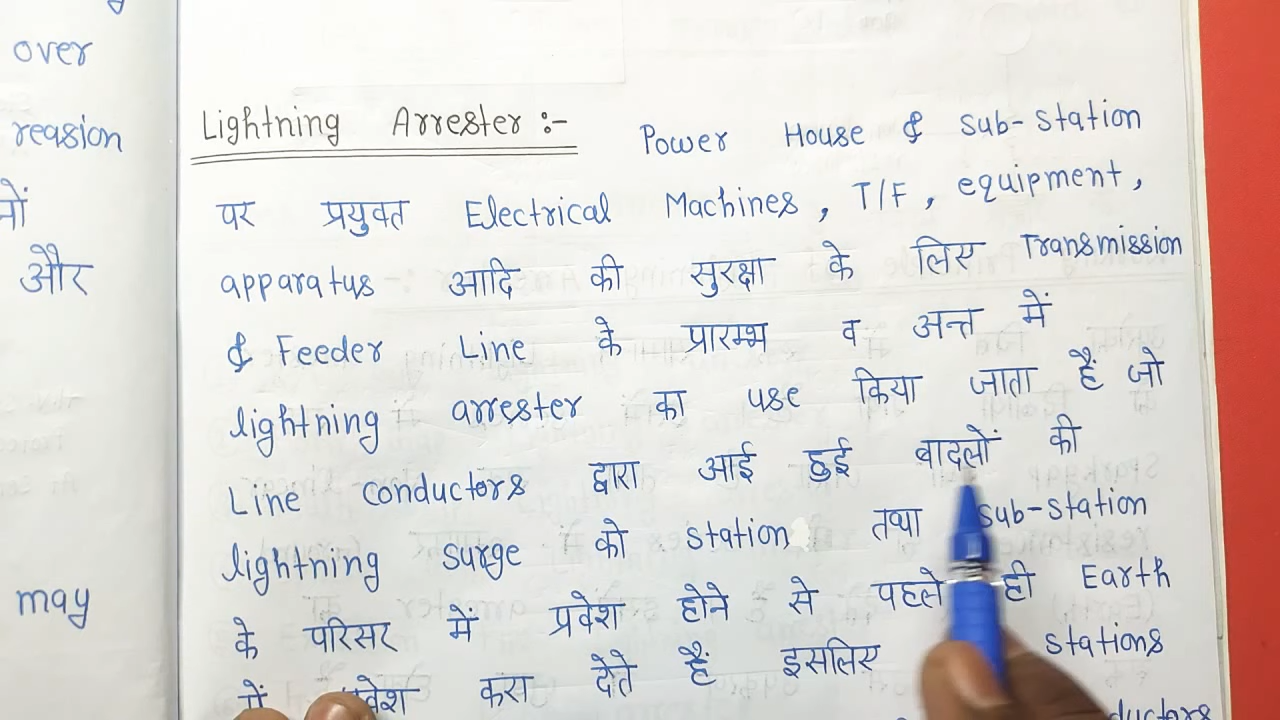 over
reasion
और
may
Lightning Arrester :- Power House & Sub-Station
पर प्रयुक्त Electrical Machines, T/F, equipment,
apparatus आदि की सुरक्षा के लिस Transmission
& Feeder Line के प्रारम्भ व अन्त में
lightning arrester का use किया जाता हैं जो
Line conductors द्वारा आई हुई बादलों की
lightning surge को station तथा sub-station
के परिसर में प्रवेश होने से पहले ही Earth
में करा देते हैं इसलिस stations